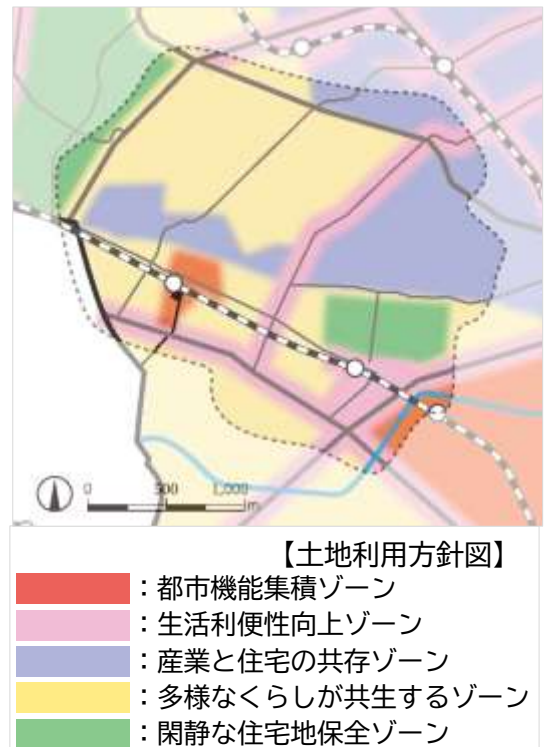 0 500 1,000
m
【土地利用方針図】
：都市機能集積ゾーン
：生活利便性向上ゾーン
：産業と住宅の共存ゾーン
：多様なくらしが共生するゾーン
：閑静な住宅地保全ゾーン